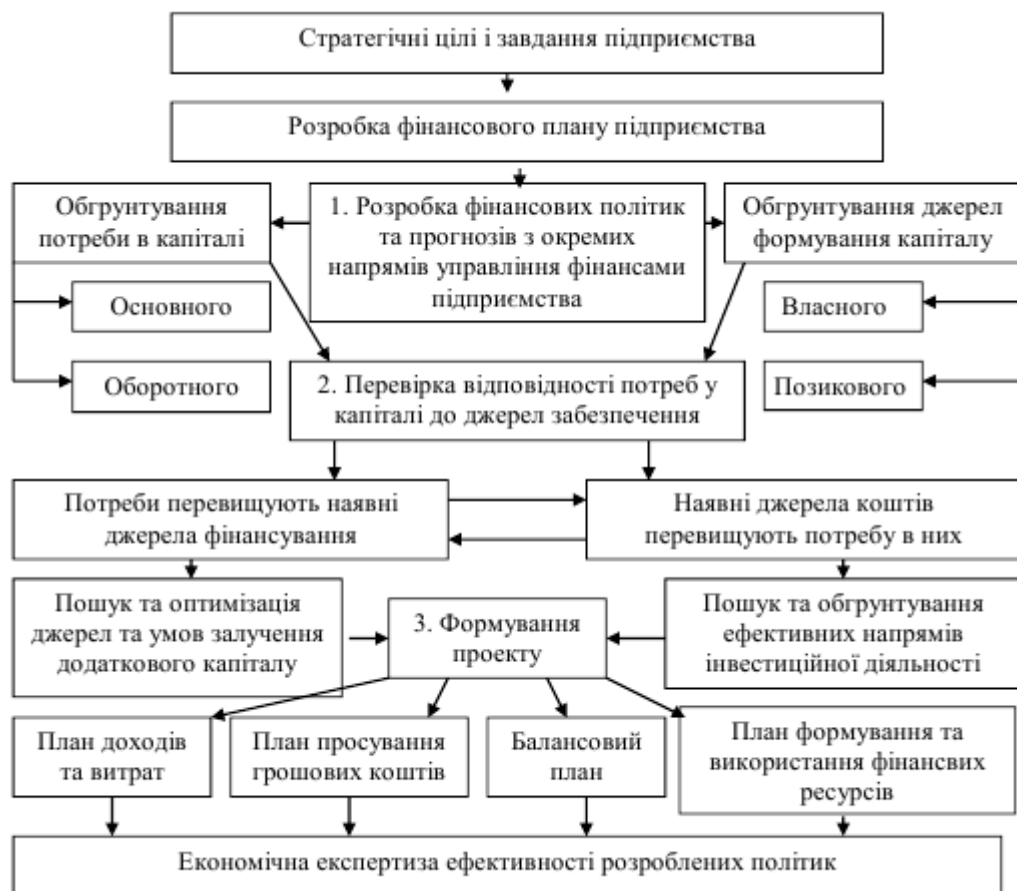 Стратегічні цілі і завдання підприємства
Розробка фінансового плану підприємства
Обгрунтування
потреби в капіталі
1. Розробка фінансових політик
та прогнозів з окремих
напрямів управління фінансами
підприємства
Обгрунтування джерел
формування капіталу
Основного
Власного
Оборотного
2. Перевірка відповідності потреб у
капіталі до джерел забезпечення
Позикового
Потреби перевищують наявні
джерела фінансування
Наявні джерела коштів
перевищують потребу в них
Пошук та оптимізація
джерел та умов залучення
додаткового капіталу
3. Формування
проекту
Пошук та обгрунтування
ефективних напрямів
інвестиційної діяльності
План доходів
та витрат
План просування
грошових коштів
Балансовий
план
План формування та
використання фінансвих
ресурсів
Економічна експертиза ефективності розроблених політик